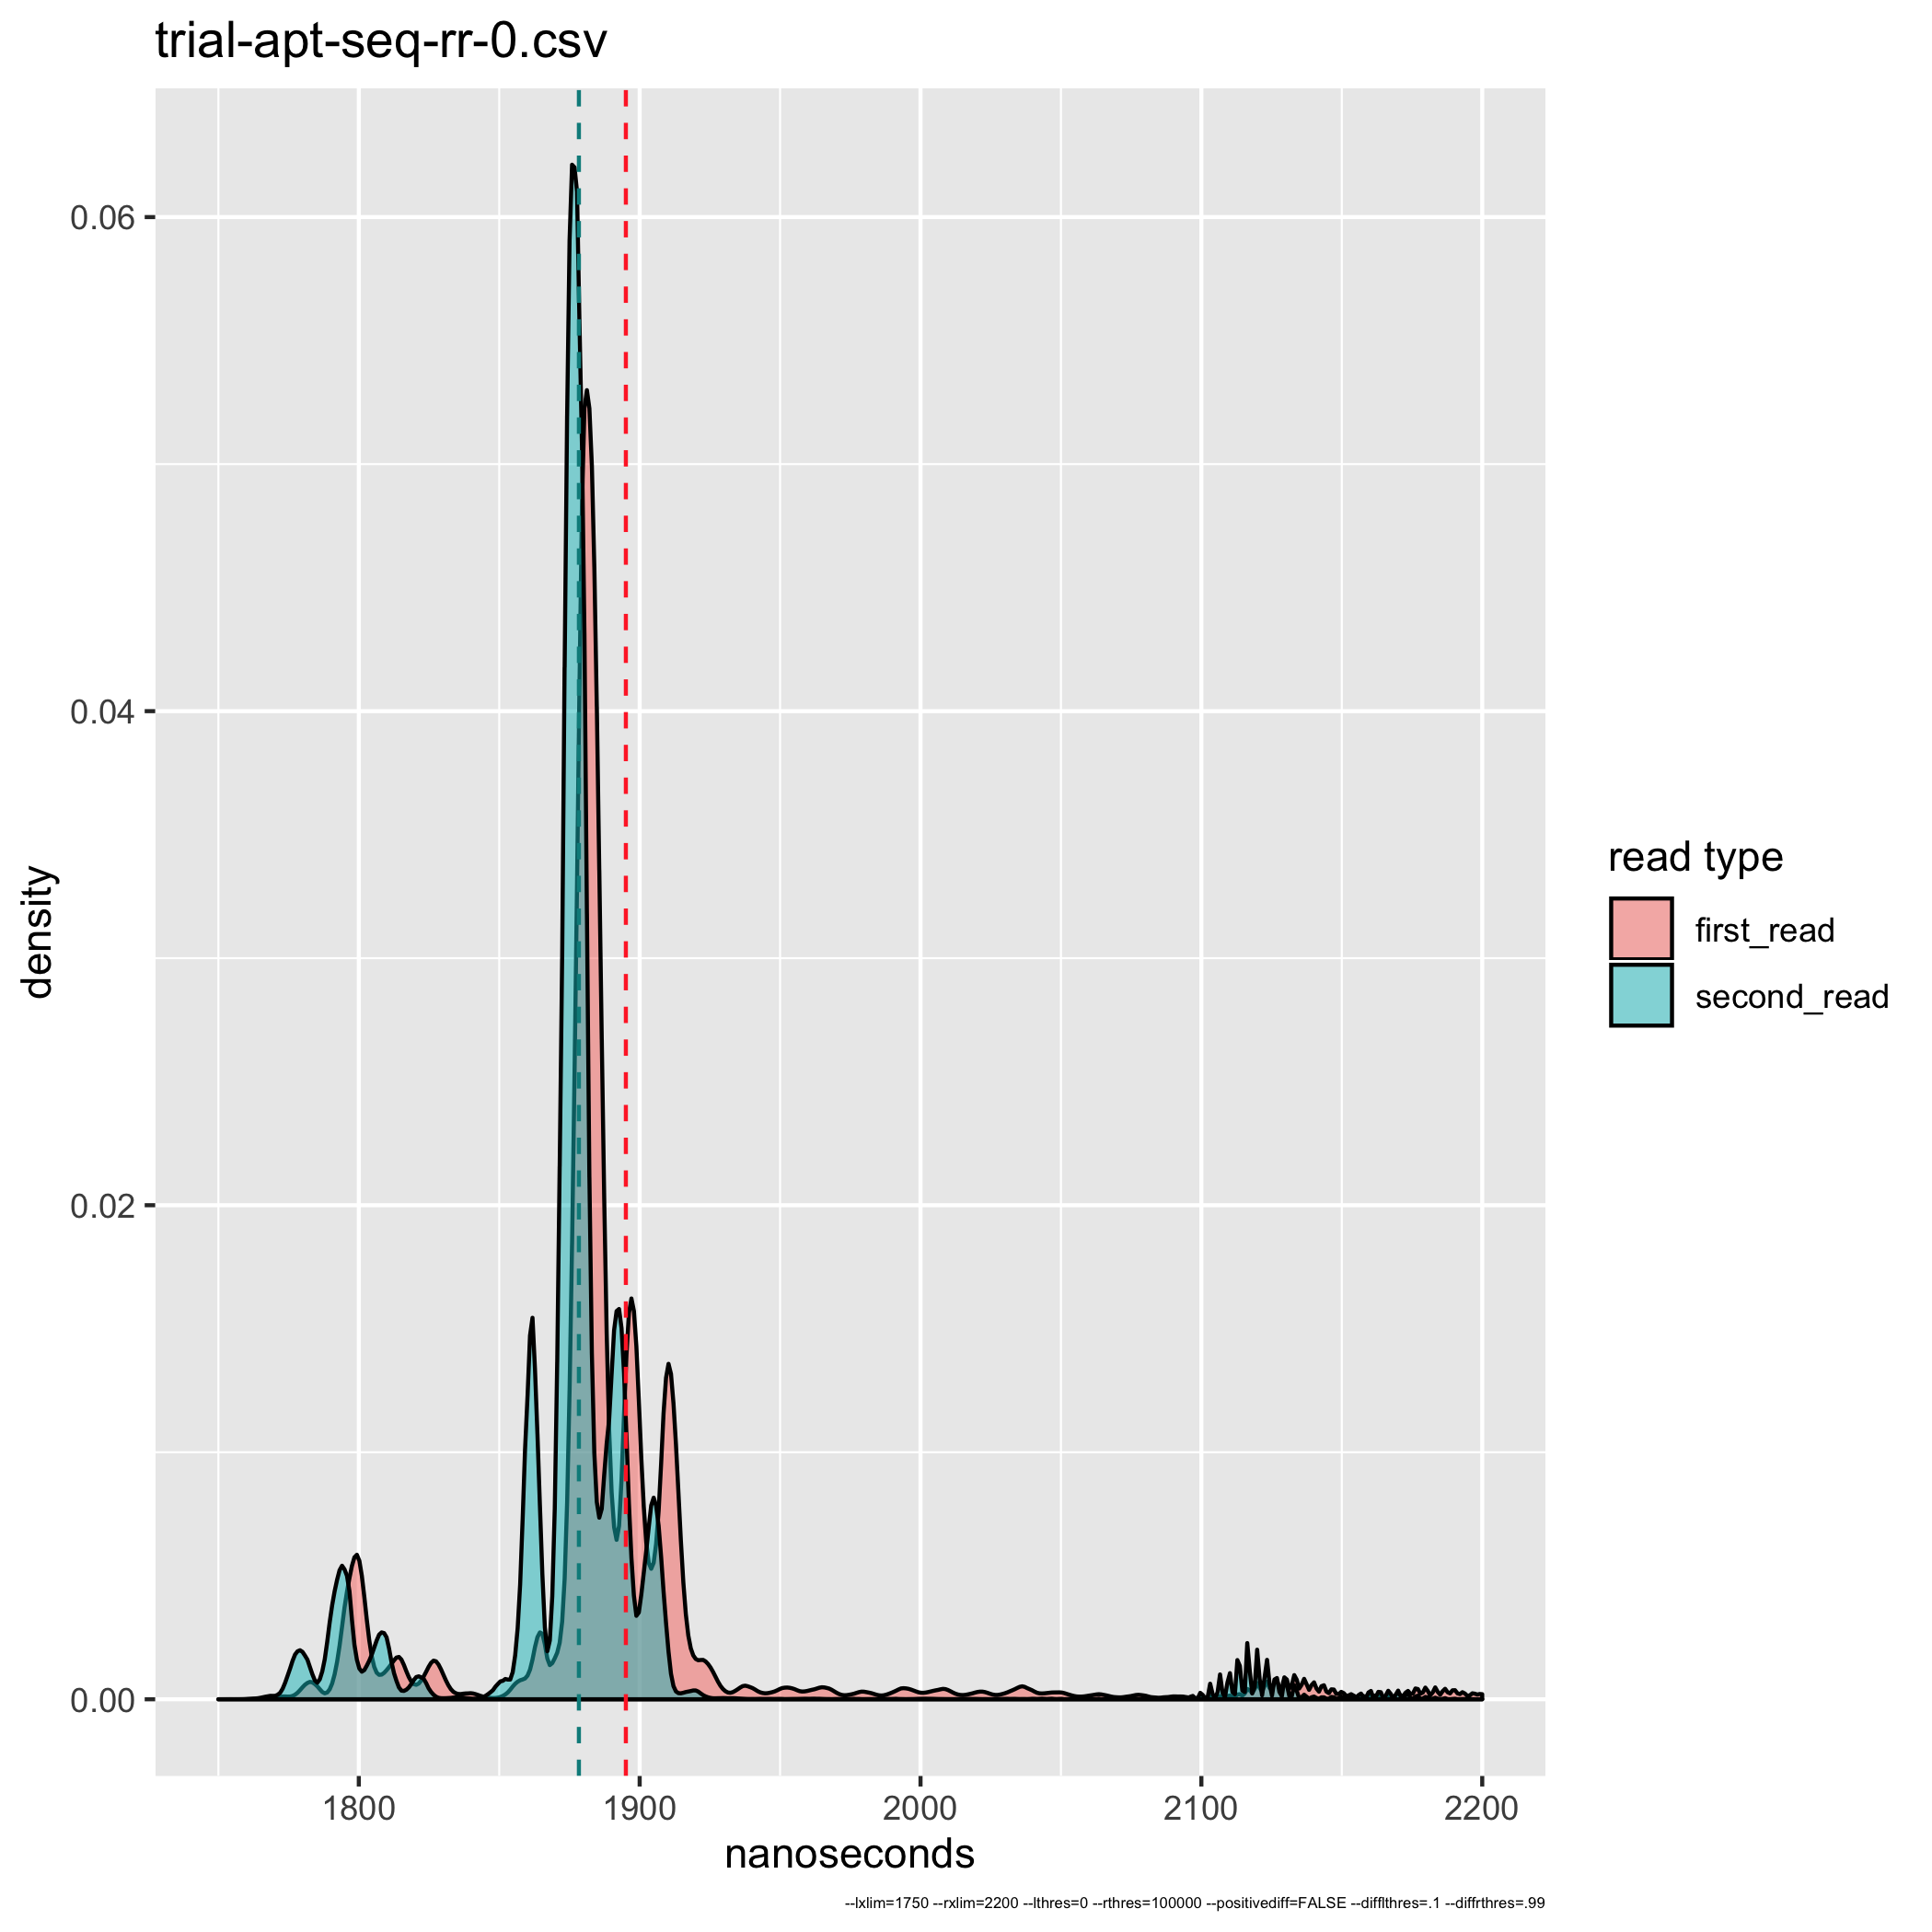 trial-apt-seq-rr-0.csv
0.06
0.04
0.02
0.00
density
1800
1900
2000
2100
2200
nanoseconds
read type
first_read
second_read
--lxlim=1750 --rxlim=2200 --lthres=0 --rthres=100000 --positivediff=FALSE --difflthres=.1 --diffrthres=.99